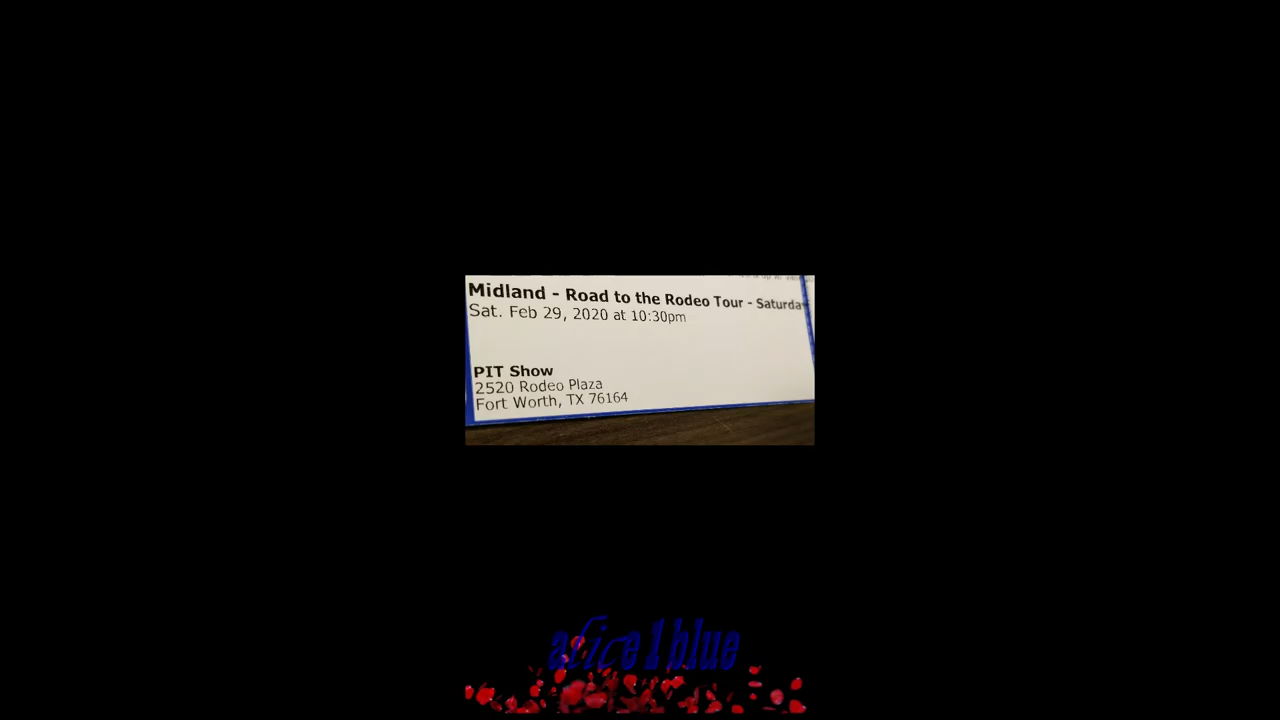 Midland - Road to the Rodeo Tour - Saturday
Sat. Feb 29, 2020 at 10:30pm
PIT Show
2520 Rodeo Plaza
Fort Worth, TX 76164
alice1blue